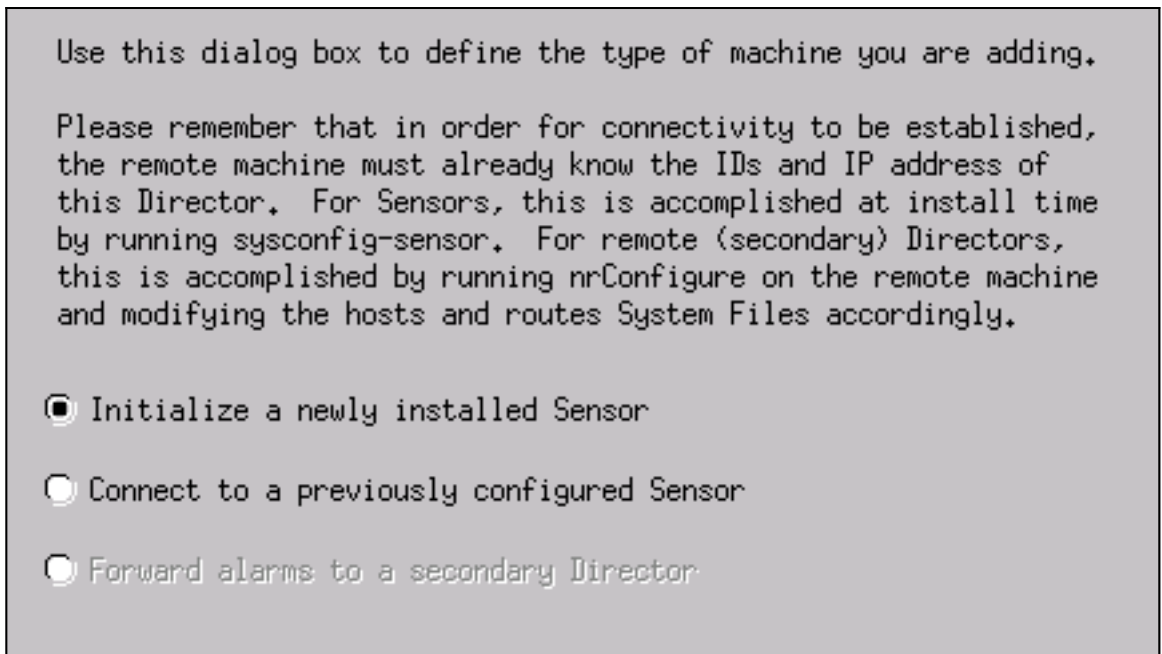 Use this dialog box to define the type of machine you are adding.
Please remember that in order for connectivity to be established,
the remote machine must already know the IDs and IP address of
this Director.  For Sensors, this is accomplished at install time
by running sysconfig-sensor.  For remote (secondary) Directors,
this is accomplished by running nrConfigure on the remote machine
and modifying the hosts and routes System Files accordingly.
Initialize a newly installed Sensor
Connect to a previously configured Sensor
Forward alarms to a secondary Director